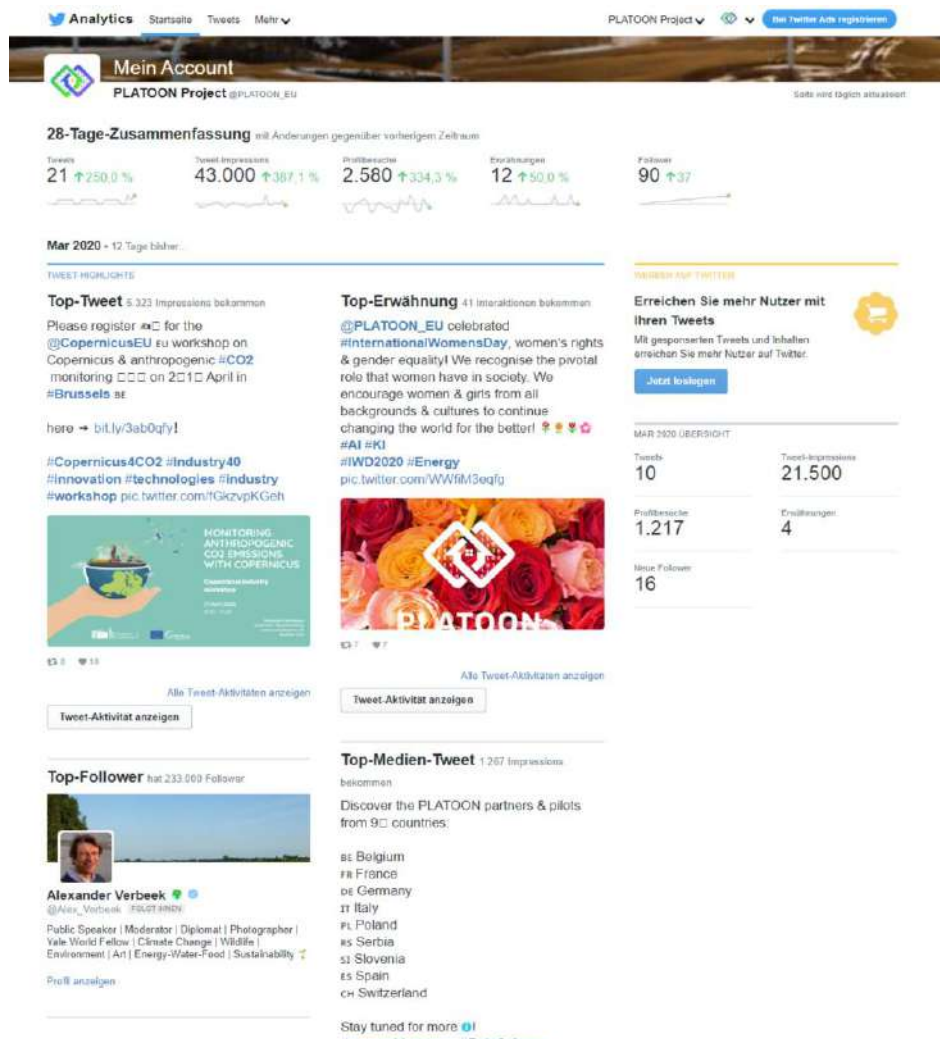 Analytics Startseite Tweets Mehr
PLATOON Project
Bei Twitter Ads registrieren
Mein Account
PLATOON Project @PLATOON_EU
Seite wird täglich aktualisiert
28-Tage-Zusammenfassung mit Änderungen gegenüber vorherigem Zeitraum
Tweets
21 ↑250,0 %
Tweet-Impressions
43.000 ↑387,1 %
Profilbesuche
2.580 ↑334,3 %
Erwähnungen
12 ↑50,0 %
Follower
90 ↑37
Mar 2020 • 12 Tage bisher...
TWEET-HIGHLIGHTS
Top-Tweet 5.323 Impressions bekommen
Please register ✍□ for the
@CopernicusEU EU workshop on
Copernicus & anthropogenic #CO2
monitoring □□□ on 2□1□ April in
#Brussels BE
here → bit.ly/3ab0qfy!
#Copernicus4CO2 #Industry40
#innovation #technologies #industry
#workshop pic.twitter.com/fGkzvpKGeh
MONITORING
ANTHROPOGENIC
CO2 EMISSIONS
WITH COPERNICUS
Copernicus Industry
Workshop
8 18
Alle Tweet-Aktivitäten anzeigen
Tweet-Aktivität anzeigen
Top-Follower hat 233.000 Follower
Alexander Verbeek
@Alex_Verbeek FOLGT IHNEN
Public Speaker | Moderator | Diplomat | Photographer |
Yale World Fellow | Climate Change | Wildlife |
Environment | Art | Energy-Water-Food | Sustainability
Profil anzeigen
Top-Erwähnung 41 Interaktionen bekommen
@PLATOON_EU celebrated
#InternationalWomensDay, women's rights
& gender equality! We recognise the pivotal
role that women have in society. We
encourage women & girls from all
backgrounds & cultures to continue
changing the world for the better!
#AI #KI
#IWD2020 #Energy
pic.twitter.com/WWfiM3eqfg
PLATOON
7 7
Alle Tweet-Aktivitäten anzeigen
Tweet-Aktivität anzeigen
Top-Medien-Tweet 1.267 Impressions
bekommen
Discover the PLATOON partners & pilots
from 9□ countries:
BE Belgium
FR France
DE Germany
IT Italy
PL Poland
RS Serbia
SI Slovenia
ES Spain
CH Switzerland
Stay tuned for more !
WERBEN AUF TWITTER
Erreichen Sie mehr Nutzer mit
Ihren Tweets
Mit gesponserten Tweets und Inhalten
erreichen Sie mehr Nutzer auf Twitter.
Jetzt loslegen
MAR 2020 ÜBERSICHT
Tweets
10
Tweet-Impressions
21.500
Profilbesuche
1.217
Erwähnungen
4
Neue Follower
16